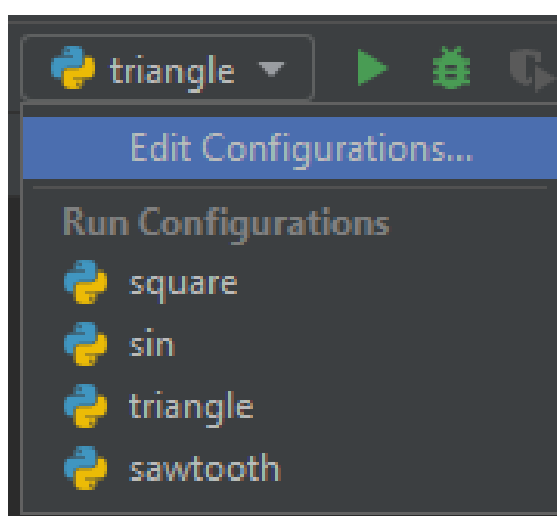 triangle
Edit Configurations...
Run Configurations
square
sin
triangle
sawtooth